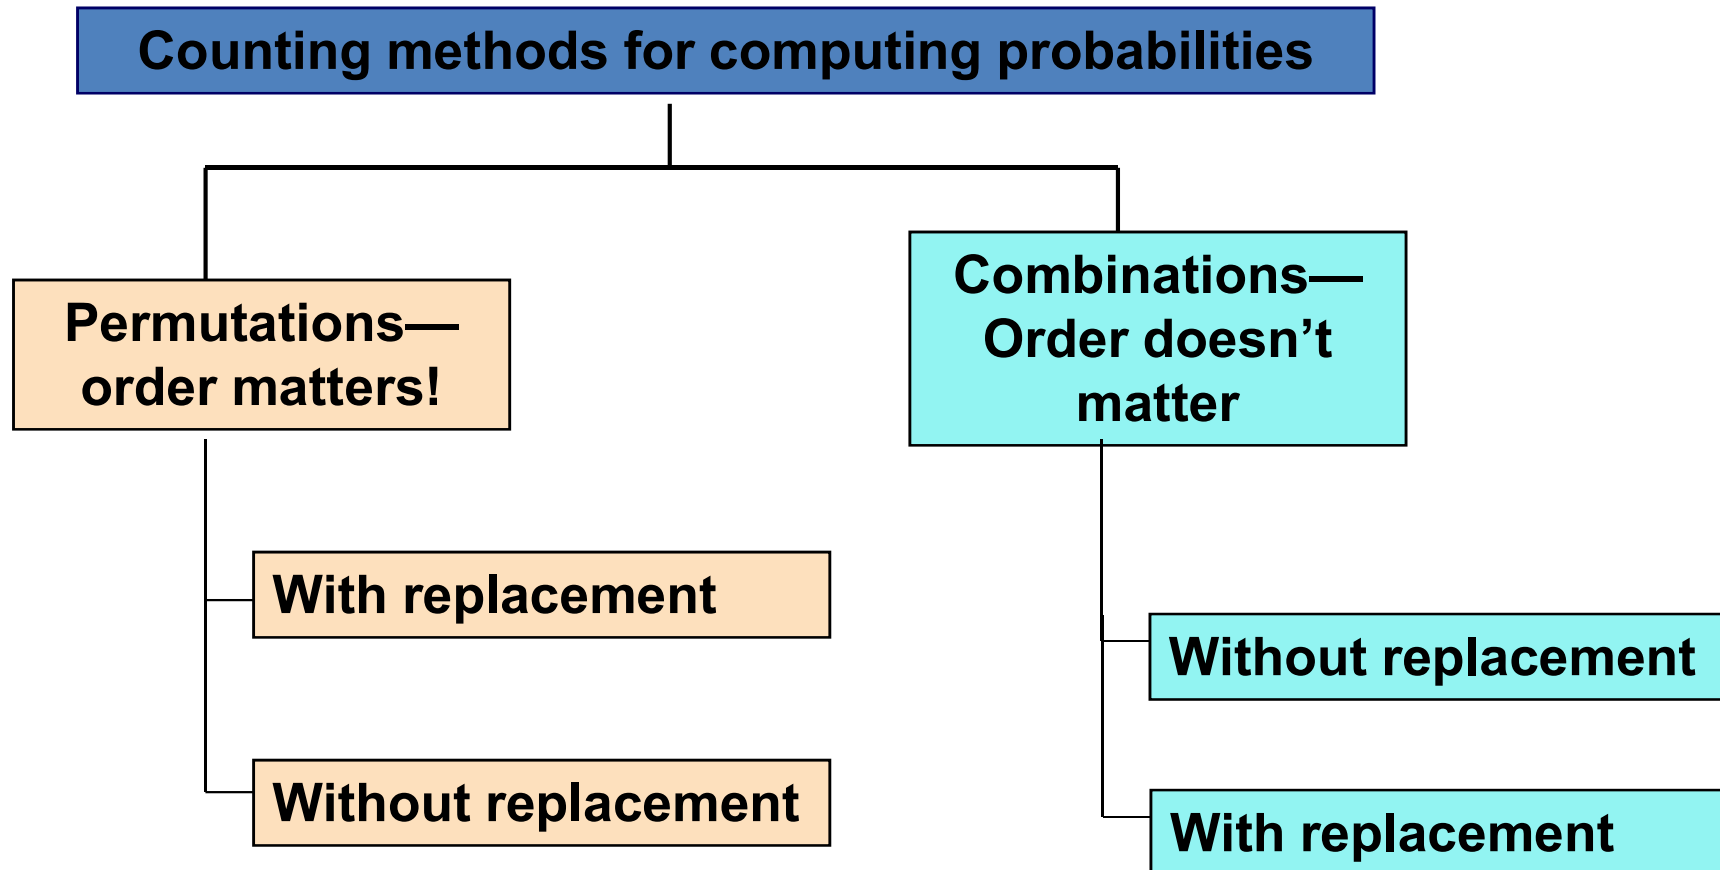 Counting methods for computing probabilities
Permutations—
order matters!
With replacement
Without replacement
Combinations—
Order doesn’t
matter
Without replacement
With replacement